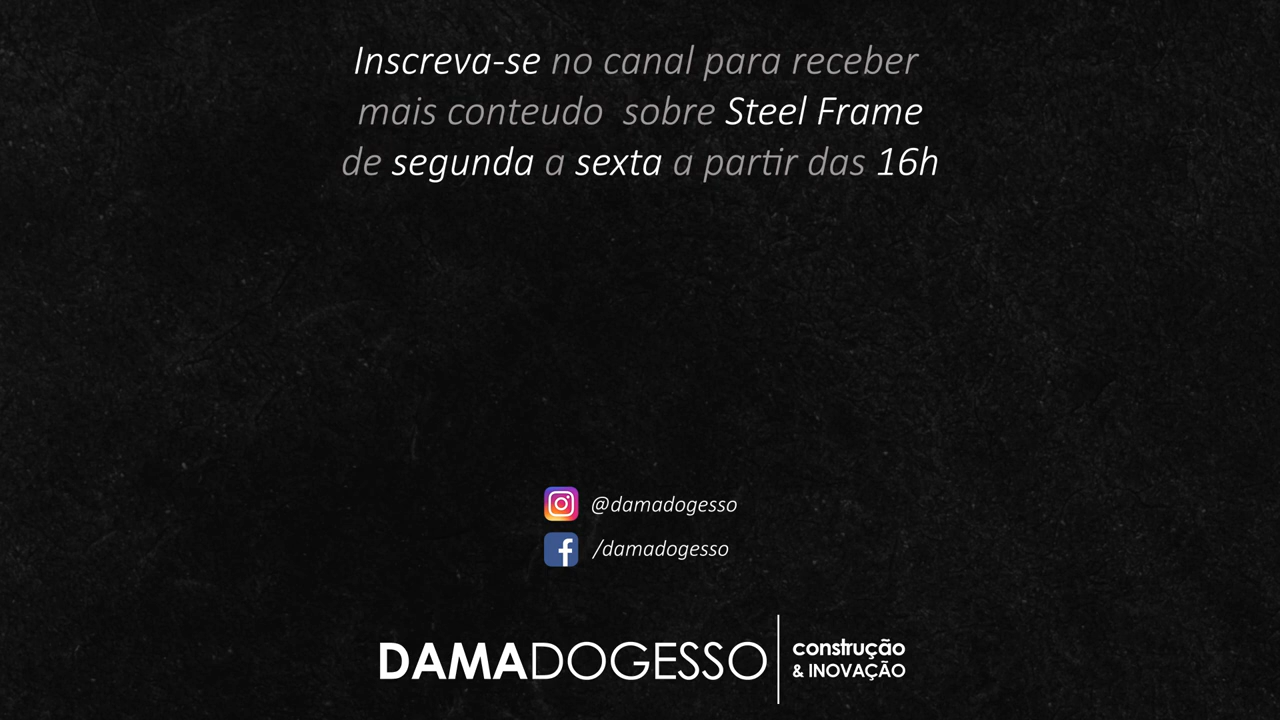 Inscreva-se no canal para receber
mais conteudo sobre Steel Frame
de segunda a sexta a partir das 16h
@damadogesso
/damadogesso
DAMADOGESSO
construção
& INOVAÇÃO